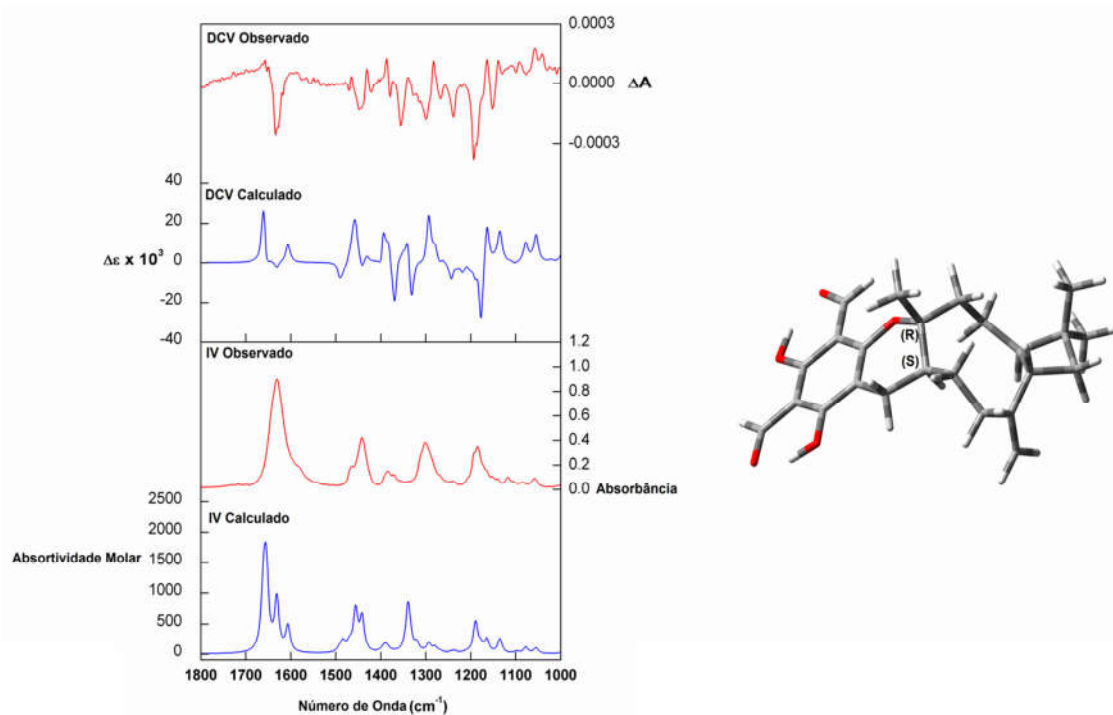 DCV Observado
0.0003
0.0000
ΔA
-0.0003
DCV Calculado
40
20
0
-20
-40
Δε x 10³
IV Observado
1.2
1.0
0.8
0.6
0.4
0.2
0.0
Absorbância
IV Calculado
2500
2000
1500
1000
500
0
Absortividade Molar
1800 1700 1600 1500 1400 1300 1200 1100 1000
Número de Onda (cm⁻¹)
(R)
(S)